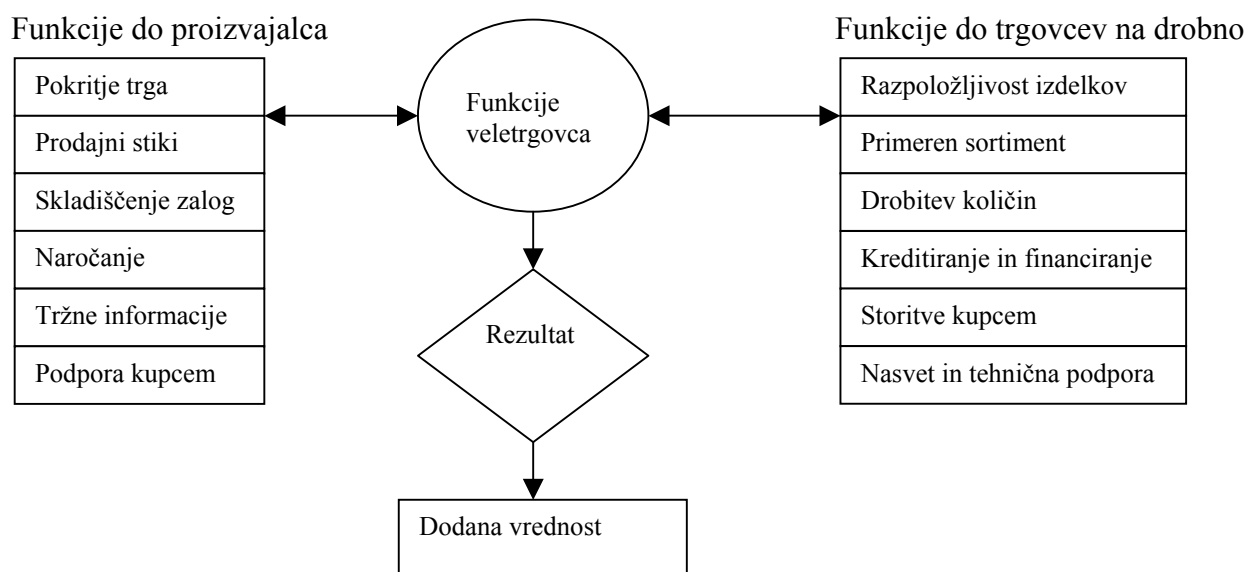 Funkcije do proizvajalca
Pokritje trga
Prodajni stiki
Skladiščenje zalog
Naročanje
Tržne informacije
Podpora kupcem
Funkcije
veletrgovca
Rezultat
Dodana vrednost
Funkcije do trgovcev na drobno
Razpoložljivost izdelkov
Primeren sortiment
Drobitev količin
Kreditiranje in financiranje
Storitve kupcem
Nasvet in tehnična podpora